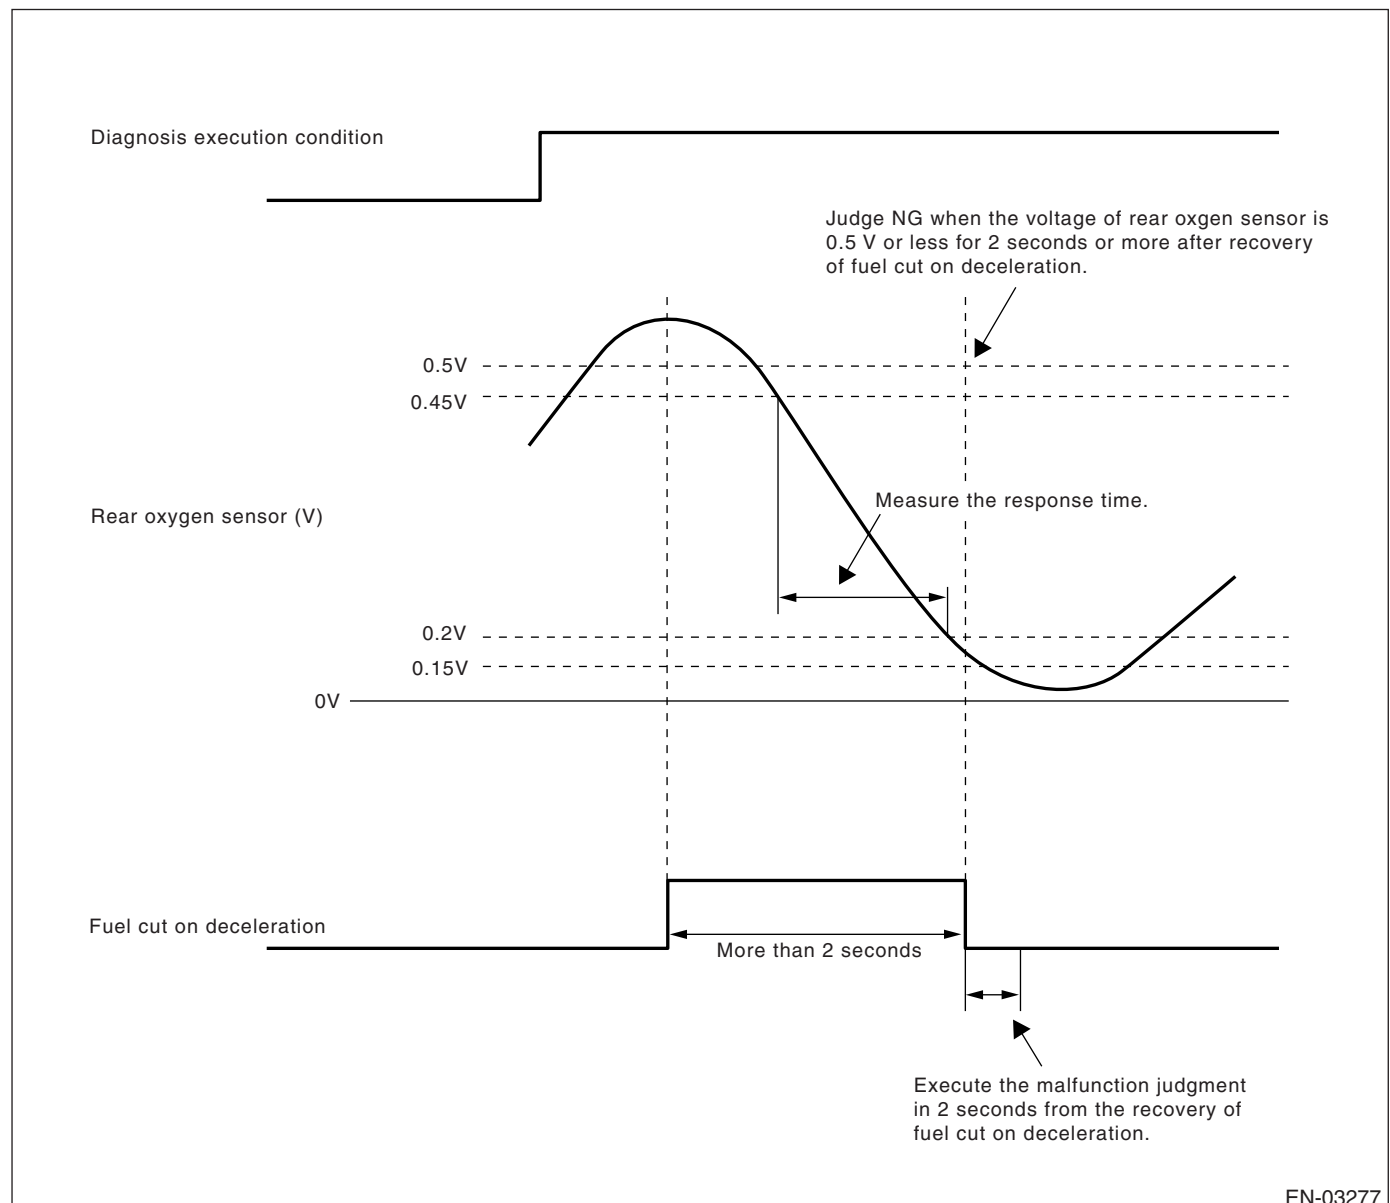 Diagnosis execution condition
Judge NG when the voltage of rear oxgen sensor is
0.5 V or less for 2 seconds or more after recovery
of fuel cut on deceleration.
0.5V
0.45V
Measure the response time.
Rear oxygen sensor (V)
0.2V
0.15V
0V
Fuel cut on deceleration
More than 2 seconds
Execute the malfunction judgment
in 2 seconds from the recovery of
fuel cut on deceleration.
EN-03277